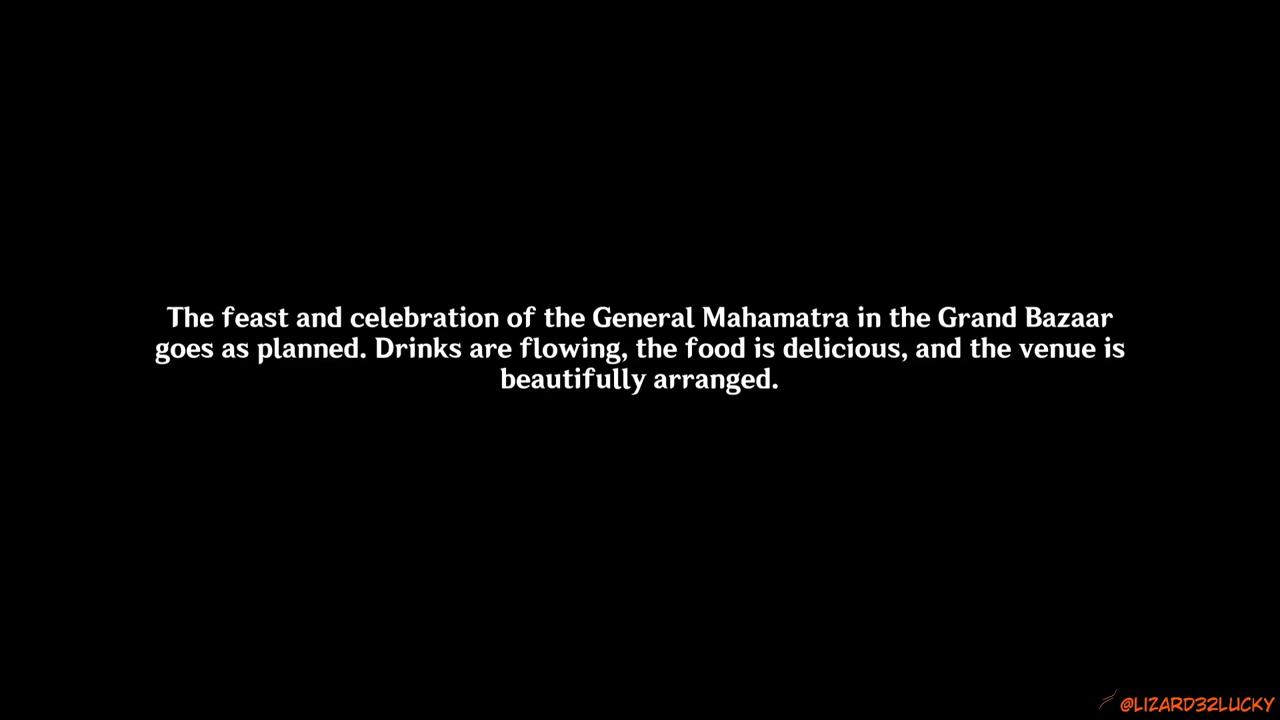 The feast and celebration of the General Mahamatra in the Grand Bazaar
goes as planned. Drinks are flowing, the food is delicious, and the venue is
beautifully arranged.
@LIZARD32LUCKY